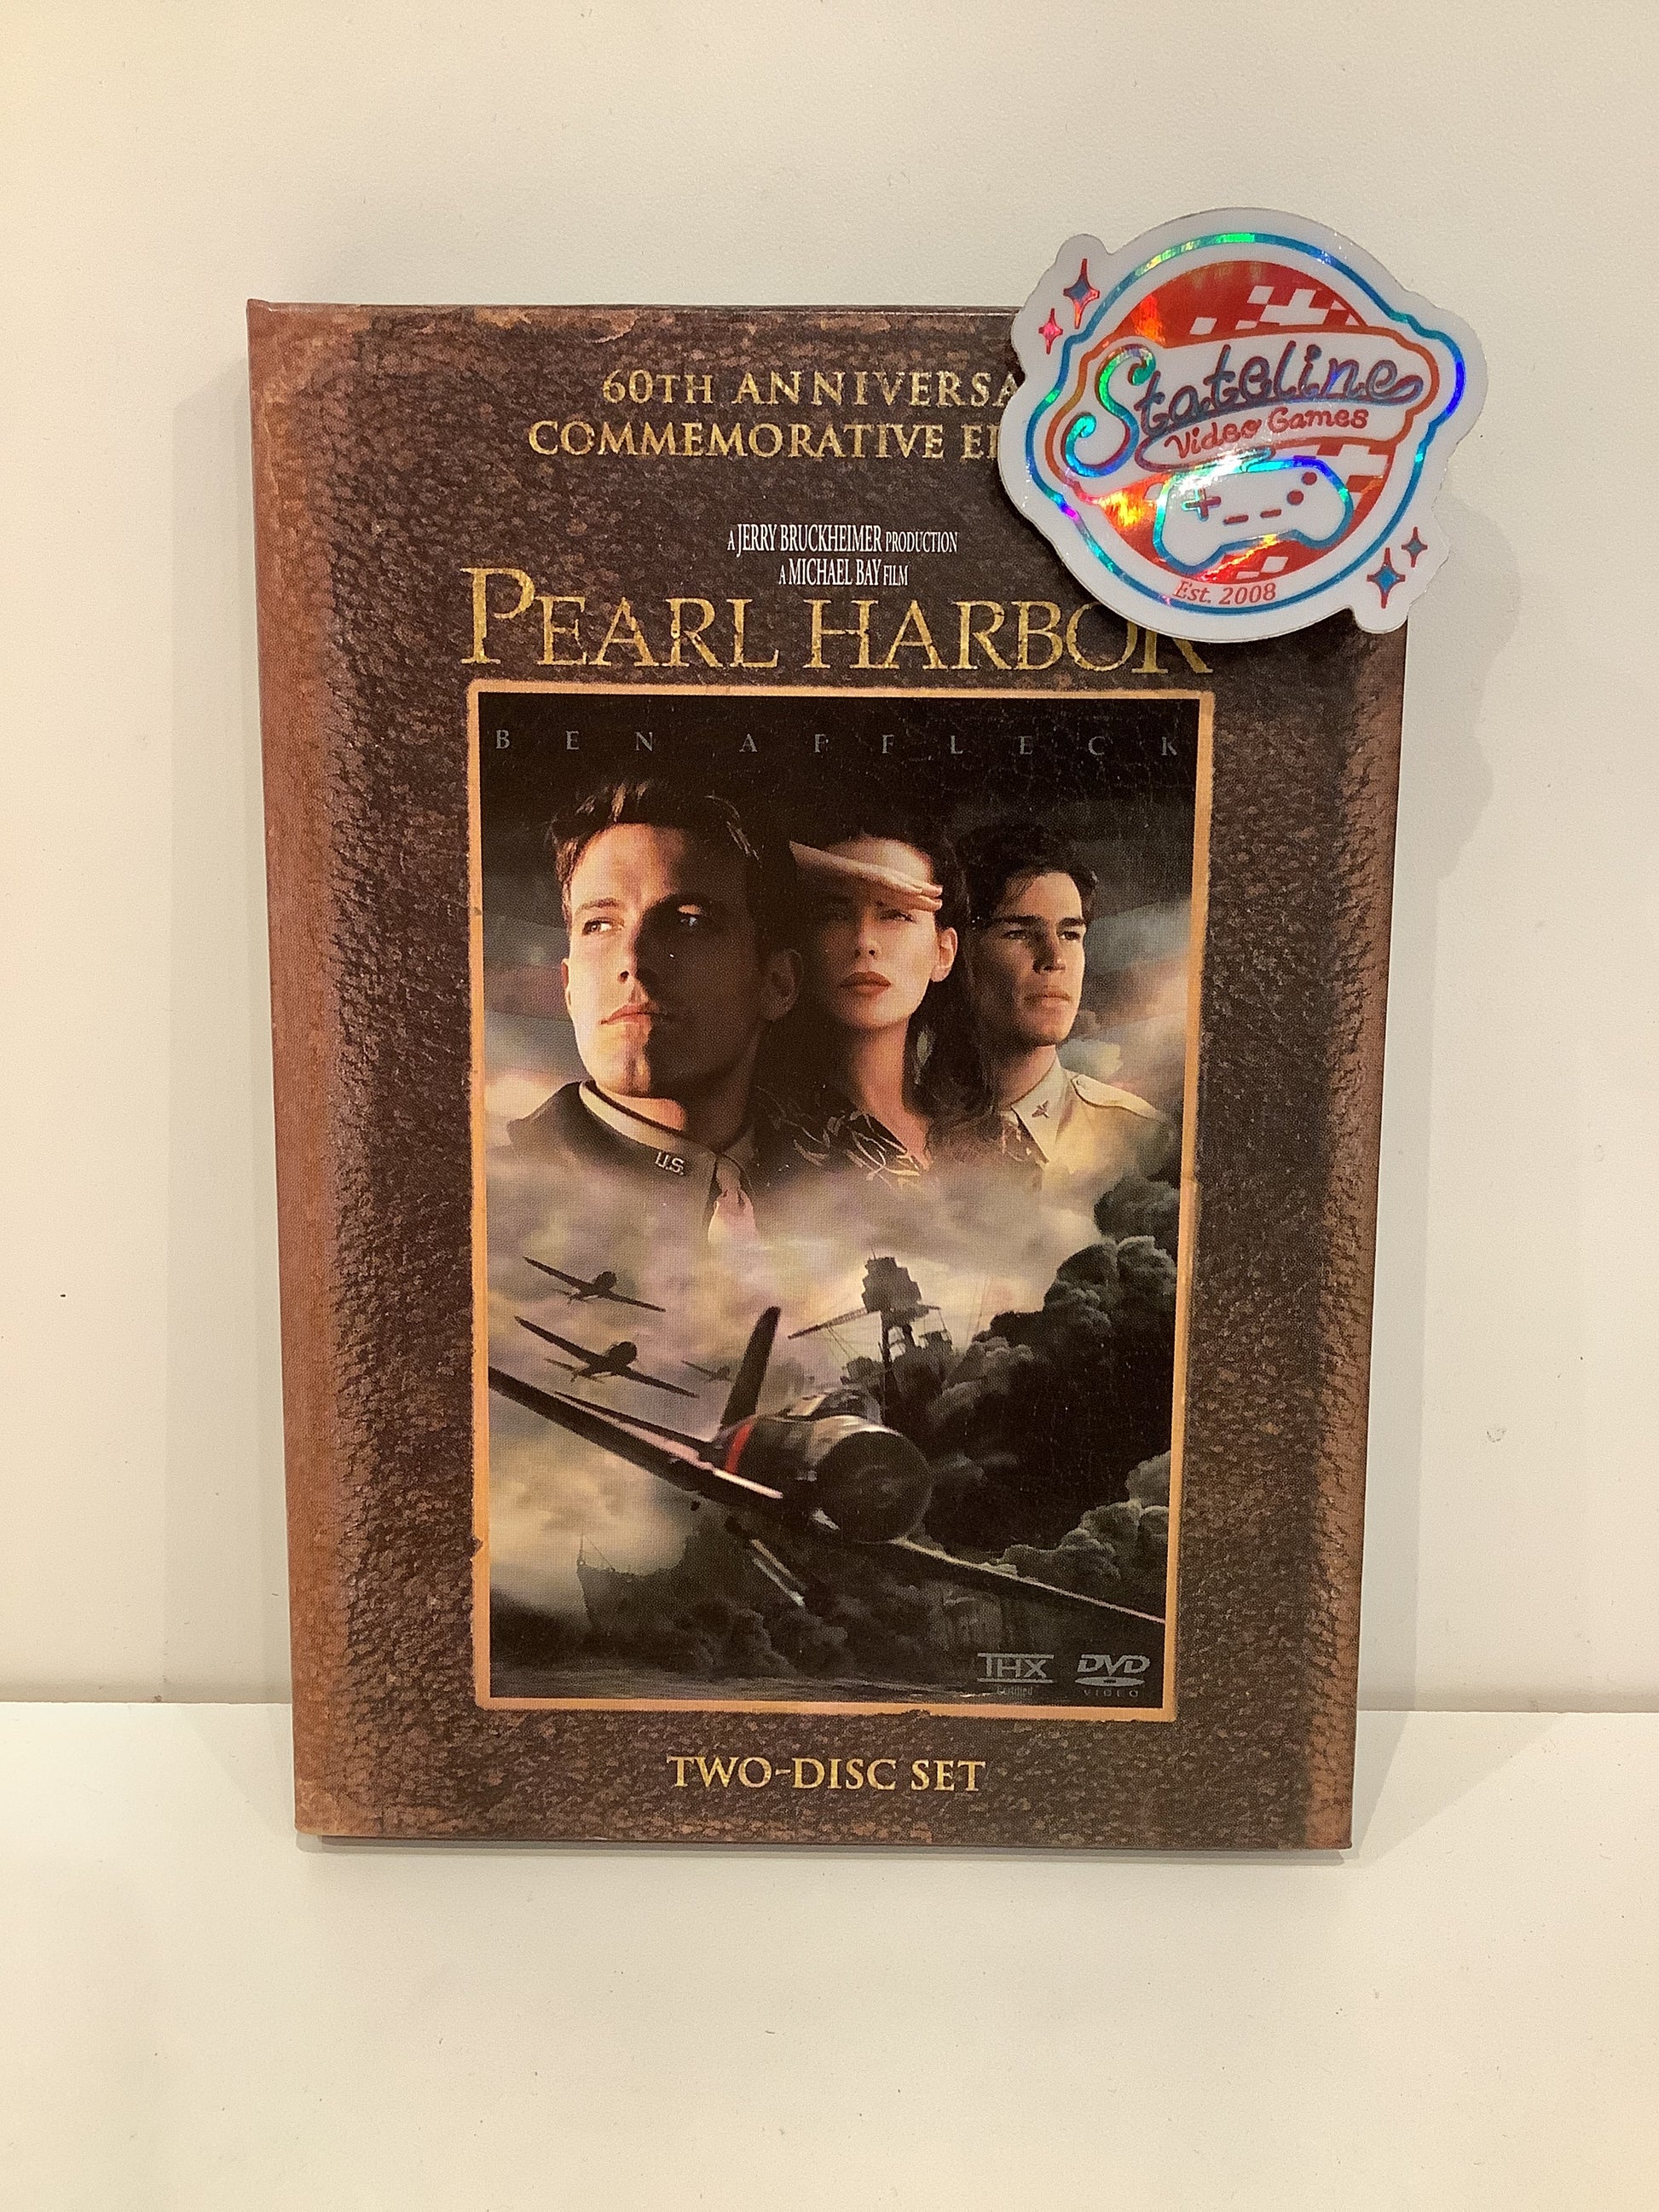 60TH ANNIVERSA
COMMEMORATIVE
A JERRY BRUCKHEIMER PRODUCTION
A MICHAEL BAY FILM
PEARL HARBOR
BEN AFFLECK
U.S.
THX
Certified
DVD
VIDEO
TWO-DISC SET
Stateline
Video Games
Est. 2008